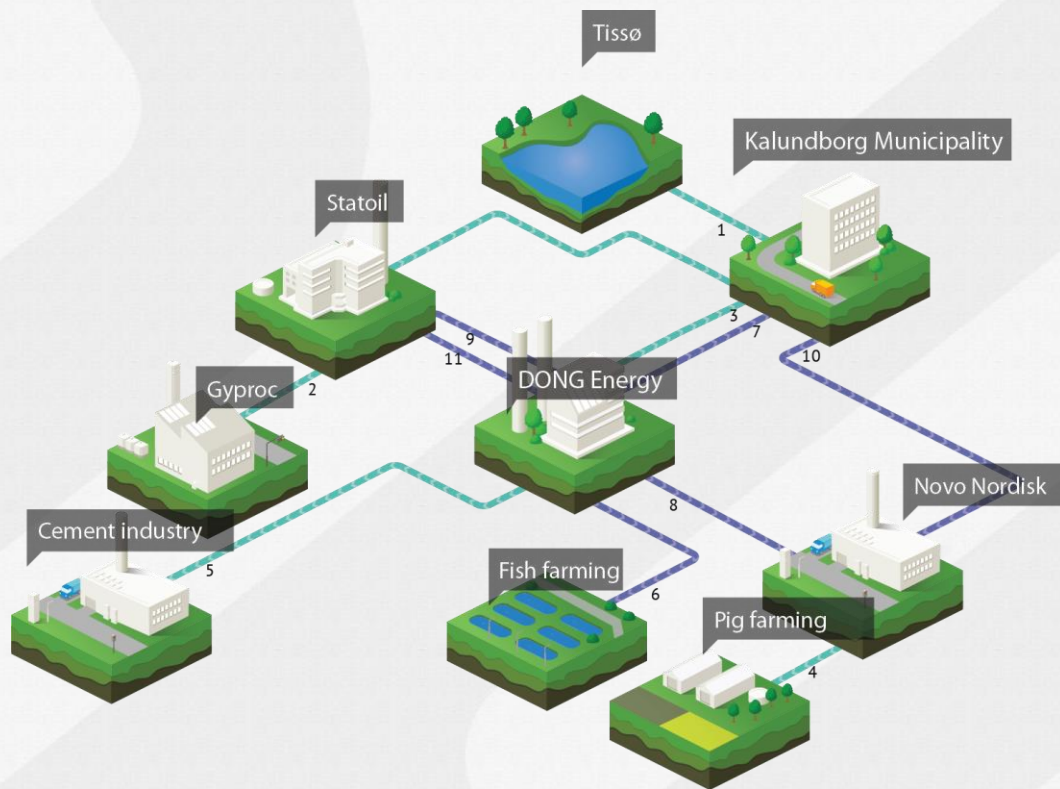 Tissø
Kalundborg Municipality
Statoil
1
3
7
9
10
11
DONG Energy
Gyproc
2
Novo Nordisk
Cement industry
8
5
Fish farming
6
Pig farming
4